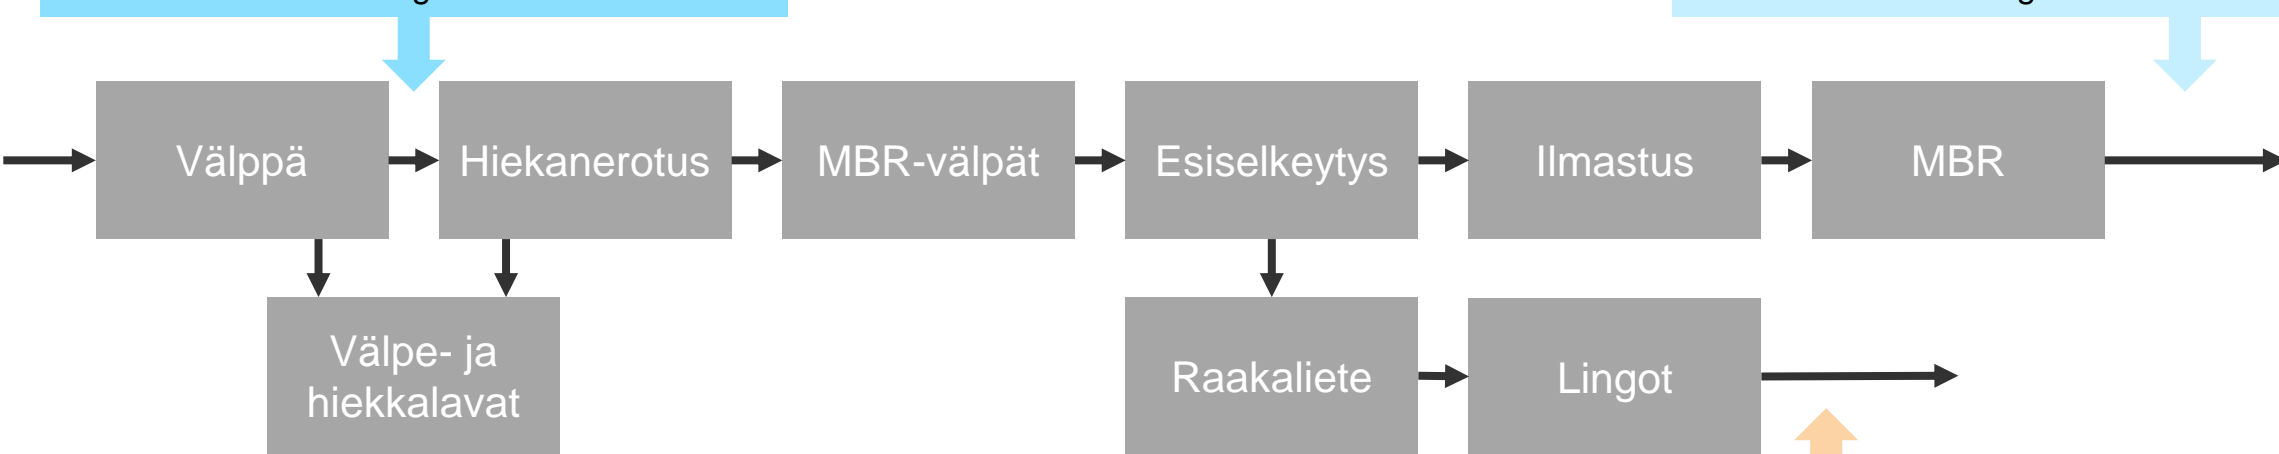 Välppä
Hiekanerotus
MBR-välpät
Esiselkeytys
Ilmastus
MBR
Välpe- ja
hiekkalavat
Raakaliete
Lingot